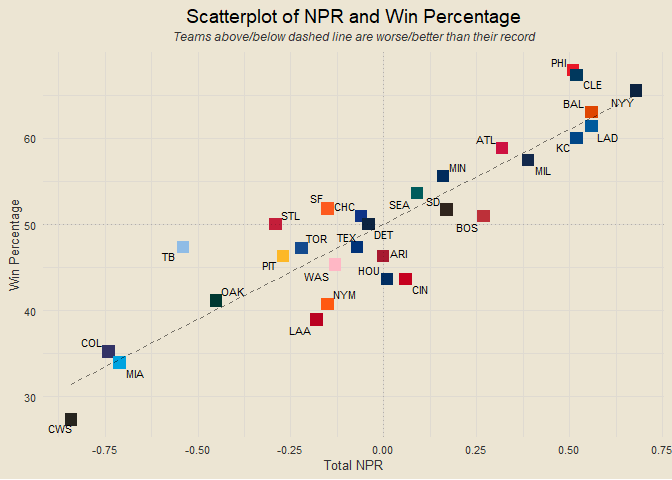 Scatterplot of NPR and Win Percentage
Teams above/below dashed line are worse/better than their record
PHI
CLE
NYY
BAL
60
LAD
KC
ATL
MIL
MIN
SEA
SD
BOS
SF
CHC
50
STL
DET
TOR
TEX
TB
PIT
ARI
WAS
HOU
CIN
OAK
NYM
40
LAA
COL
MIA
30
CWS
Win Percentage
-0.75
-0.50
-0.25
0.00
0.25
0.50
0.75
Total NPR